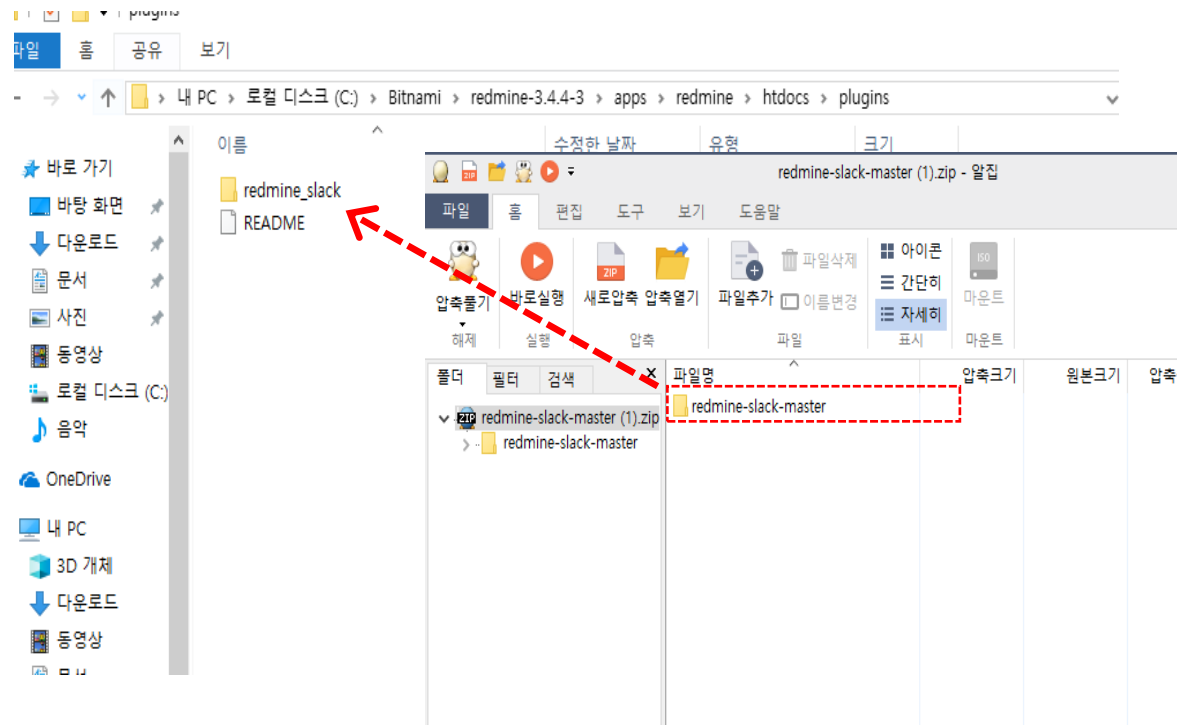 plugins
파일 홈 공유 보기
내 PC › 로컬 디스크 (C:) › Bitnami › redmine-3.4.4-3 › apps › redmine › htdocs › plugins
이름 수정한 날짜 유형 크기
바로 가기
바탕 화면
다운로드
문서
사진
동영상
로컬 디스크 (C:)
음악
OneDrive
내 PC
3D 개체
다운로드
동영상
redmine_slack
README
redmine-slack-master (1).zip - 알집
파일 홈 편집 도구 보기 도움말
압축풀기 바로실행 새로압축 압축열기 파일추가 파일삭제 이름변경 아이콘 간단히 자세히 마운트
ZIP ISO
해제 실행 압축 파일 표시 마운트
폴더 필터 검색 X
파일명 압축크기 원본크기 압축
redmine-slack-master (1).zip
redmine-slack-master
redmine-slack-master